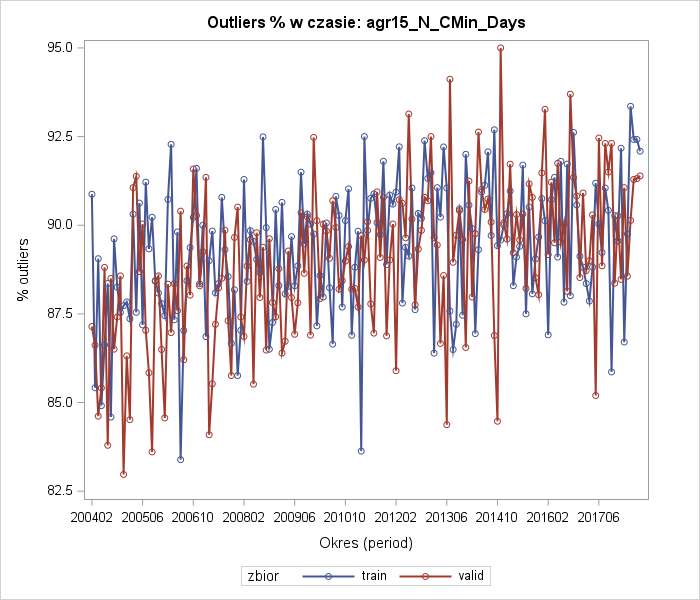 Outliers % w czasie: agr15_N_CMin_Days
95.0
92.5
90.0
87.5
85.0
82.5
% outliers
200402 200506 200610 200802 200906 201010 201202 201306 201410 201602 201706
Okres (period)
zbior train valid